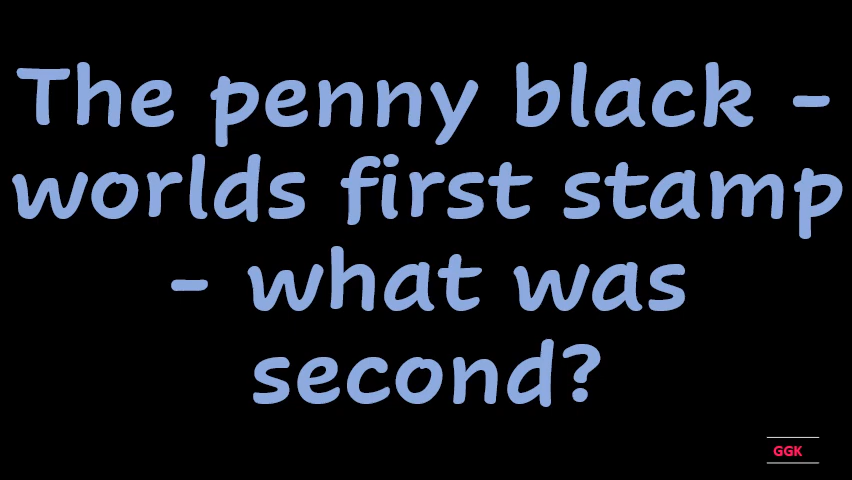 The penny black -
worlds first stamp
- what was
second?
GGK